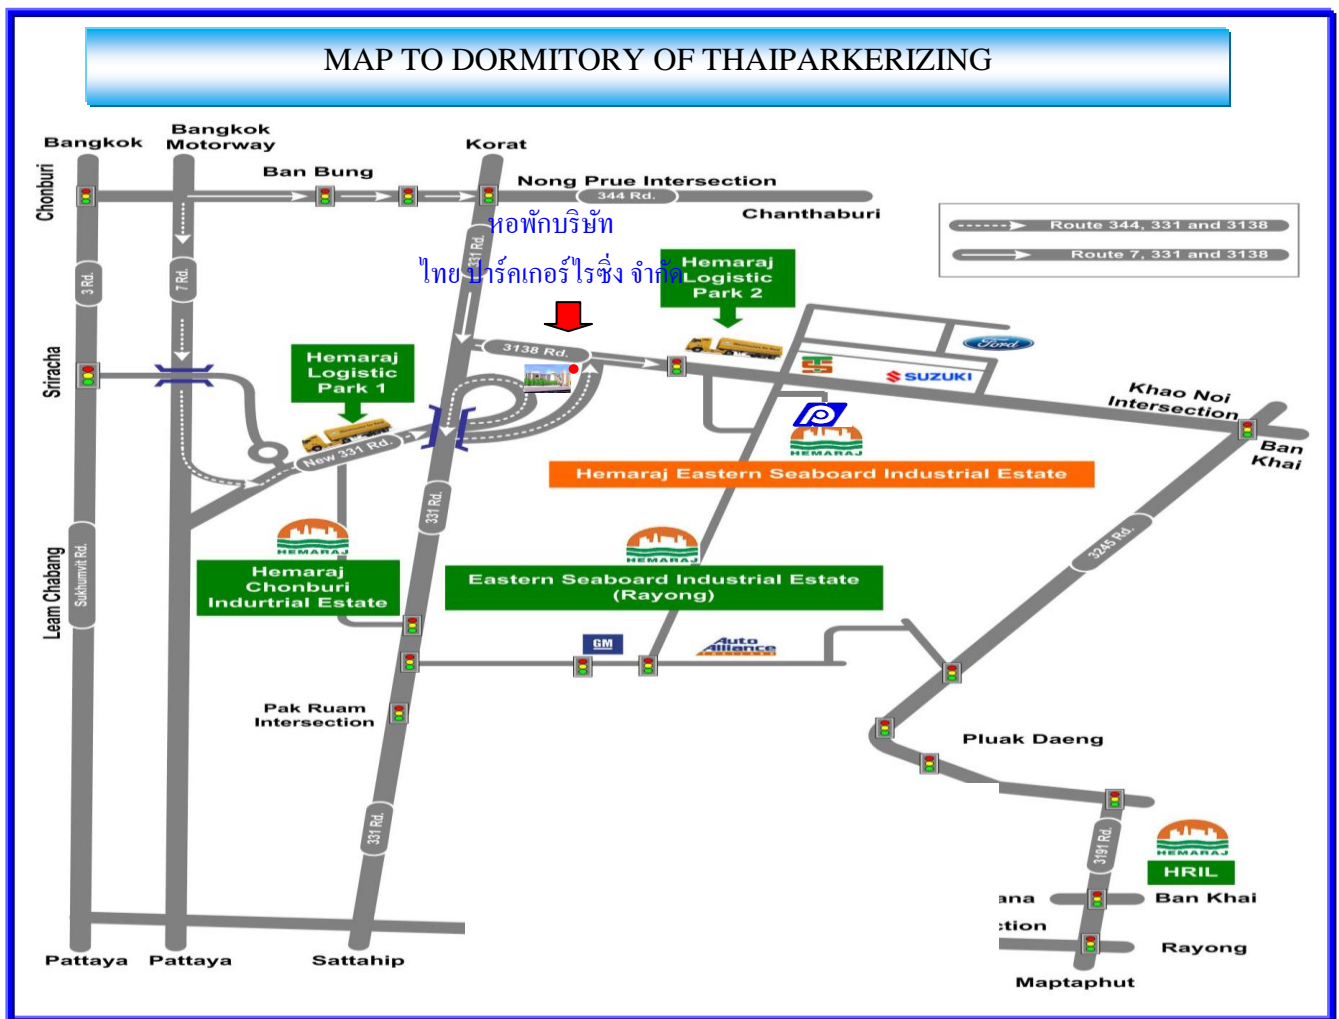 MAP TO DORMITORY OF THAIPARKERIZING
Bangkok
Bangkok
Motorway
Korat
Ban Bung
Nong Prue Intersection
344 Rd.
Chanthaburi
Chonburi
หอพักบริษัท
ไทย ปาร์คเกอร์ไรซิ่ง จำกัด
Route 344, 331 and 3138
Route 7, 331 and 3138
3 Rd.
7 Rd.
331 Rd.
Hemaraj
Logistic
Park 2
3138 Rd.
Ford
SUZUKI
Sriracha
Hemaraj
Logistic
Park 1
Khao Noi
Intersection
Ban
Khai
New 331 Rd.
HEMARAJ
Hemaraj Eastern Seaboard Industrial Estate
331 Rd.
3245 Rd.
Leam Chabang
Sukhumvit Rd.
HEMARAJ
Hemaraj
Chonburi
Indurtrial Estate
HEMARAJ
Eastern Seaboard Industrial Estate
(Rayong)
GM
Auto
Alliance
Pak Ruam
Intersection
Pluak Daeng
331 Rd.
3191 Rd.
HEMARAJ
HRIL
ana
Ban Khai
ction
Rayong
Pattaya
Pattaya
Sattahip
Maptaphut